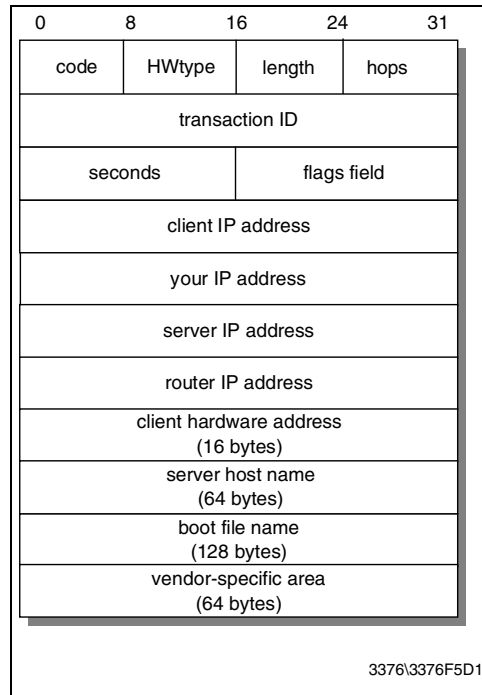 0 8 16 24 31
code HWtype length hops
transaction ID
seconds flags field
client IP address
your IP address
server IP address
router IP address
client hardware address
(16 bytes)
server host name
(64 bytes)
boot file name
(128 bytes)
vendor-specific area
(64 bytes)
3376\3376F5D1